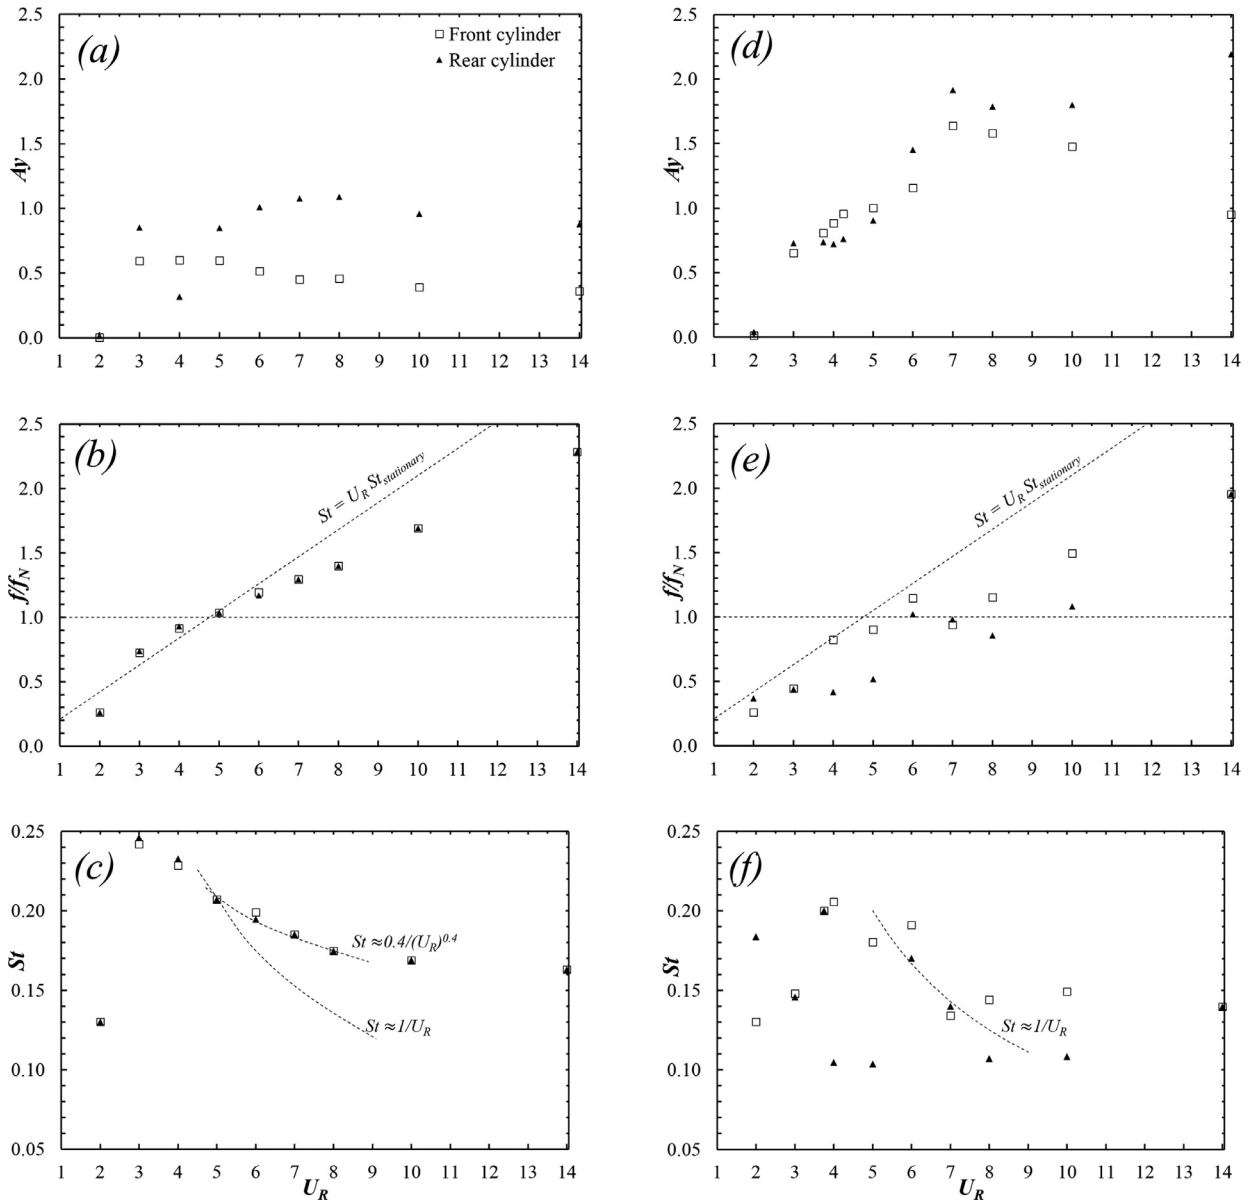 (a)
Front cylinder
Rear cylinder
2.5
2.0
1.5
1.0
0.5
0.0
Ay
1 2 3 4 5 6 7 8 9 10 11 12 13 14
(d)
2.5
2.0
1.5
1.0
0.5
0.0
Ay
1 2 3 4 5 6 7 8 9 10 11 12 13 14
(b)
St = U_R St_stationary
2.5
2.0
1.5
1.0
0.5
0.0
f/f_N
1 2 3 4 5 6 7 8 9 10 11 12 13 14
(e)
St = U_R St_stationary
2.5
2.0
1.5
1.0
0.5
0.0
f/f_N
1 2 3 4 5 6 7 8 9 10 11 12 13 14
(c)
St ≈ 0.4/(U_R)^0.4
St ≈ 1/U_R
0.25
0.20
0.15
0.10
0.05
St
1 2 3 4 5 6 7 8 9 10 11 12 13 14
U_R
(f)
St ≈ 1/U_R
0.25
0.20
0.15
0.10
0.05
St
1 2 3 4 5 6 7 8 9 10 11 12 13 14
U_R